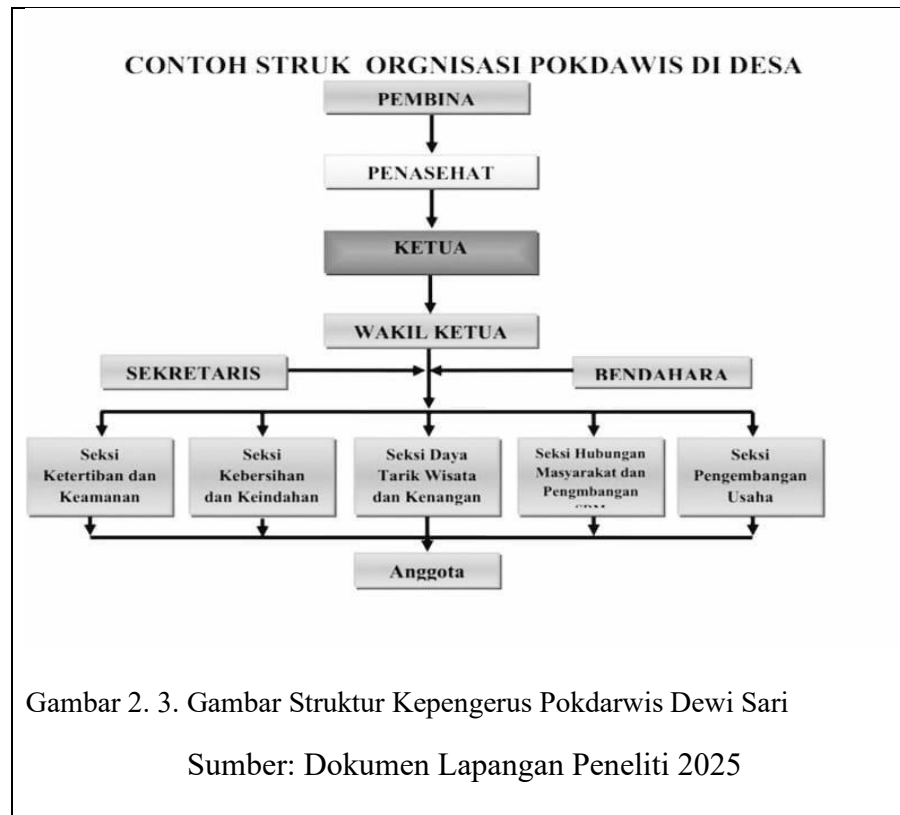 CONTOH STRUK ORGNISASI POKDAWIS DI DESA
PEMBINA
PENASEHAT
KETUA
WAKIL KETUA
SEKRETARIS
BENDAHARA
Seksi
Ketertiban dan
Keamanan
Seksi
Kebersihan
dan Keindahan
Seksi Daya
Tarik Wisata
dan Kenangan
Seksi Hubungan
Masyarakat dan
Pengmbangan
Seksi
Pengembangan
Usaha
Anggota
Gambar 2. 3. Gambar Struktur Kepengerus Pokdarwis Dewi Sari
Sumber: Dokumen Lapangan Peneliti 2025